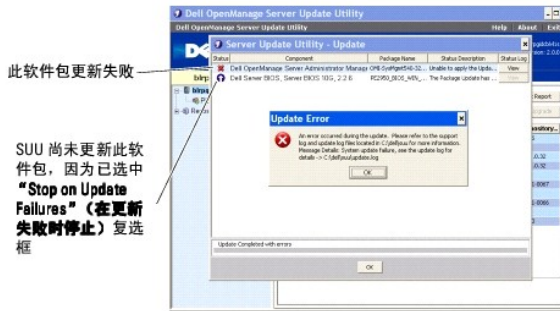 Dell OpenManage Server Update Utility
Dell OpenManage Server Update Utility
Help About Exit
Server Update Utility - Update
Status Component Package Name Status Description Status Log
此软件包更新失败
Dell OpenManage Server Administrator Manag OM8-SysMgmt540-32... Unable to apply the Upda... View
Dell Server BIOS, Server BIOS 10G, 2.2.6 PE2950_BIOS_WIN_... The Package Update has ... View
Report
Update Error
An error occurred during the update. Please refer to the support
log and update log files located in C:\dell\suu for more information.
Message Details: System update failure, see the update log for
details -> C:\dell\suu\update.log
OK
SUU 尚未更新此软
件包，因为已选中
“Stop on Update
Failures”（在更新
失败时停止）复选
框
Update Completed with errors
OK